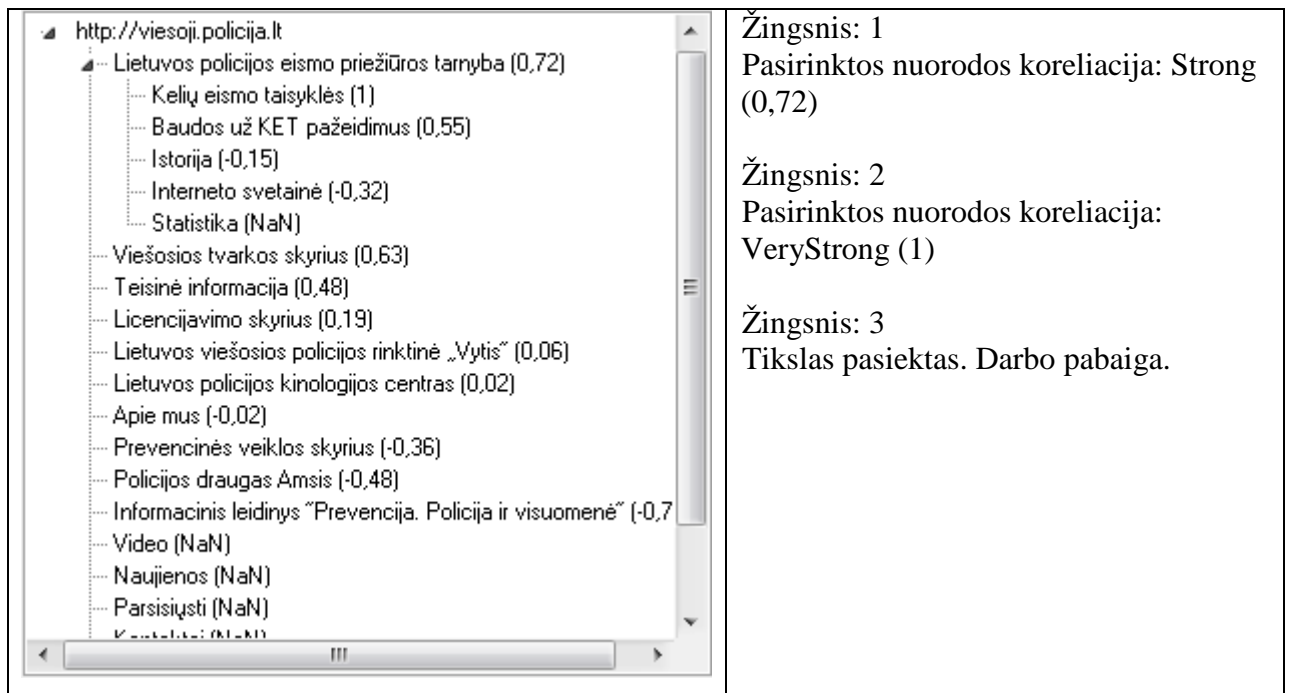 http://viesoji.policija.lt
Lietuvos policijos eismo priežiūros tarnyba (0,72)
Kelių eismo taisyklės (1)
Baudos už KET pažeidimus (0,55)
Istorija (-0,15)
Interneto svetainė (-0,32)
Statistika (NaN)
Viešosios tvarkos skyrius (0,63)
Teisinė informacija (0,48)
Licencijavimo skyrius (0,19)
Lietuvos viešosios policijos rinktinė „Vytis“ (0,06)
Lietuvos policijos kinologijos centras (0,02)
Apie mus (-0,02)
Prevencinės veiklos skyrius (-0,36)
Policijos draugas Amsis (-0,48)
Informacinis leidinys "Prevencija. Policija ir visuomenė" (-0,7
Video (NaN)
Naujienos (NaN)
Parsisiųsti (NaN)
Žingsnis: 1
Pasirinktos nuorodos koreliacija: Strong
(0,72)
Žingsnis: 2
Pasirinktos nuorodos koreliacija:
VeryStrong (1)
Žingsnis: 3
Tikslas pasiektas. Darbo pabaiga.